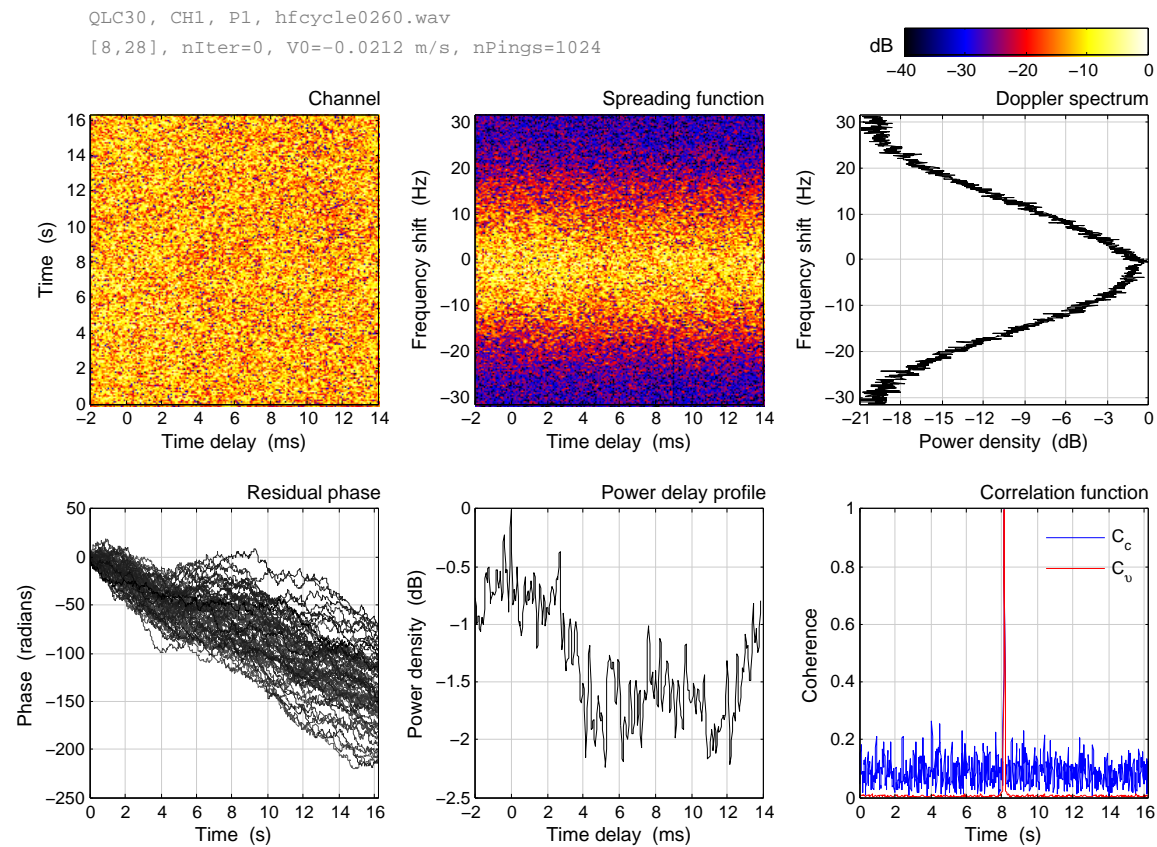 QLC30, CH1, P1, hfcycle0260.wav
[8,28], nIter=0, V0=−0.0212 m/s, nPings=1024
dB
−40 −30 −20 −10 0
Channel
Time (s)
16
14
12
10
8
6
4
2
0
−2 0 2 4 6 8 10 12 14
Time delay (ms)
Spreading function
Frequency shift (Hz)
30
20
10
0
−10
−20
−30
−2 0 2 4 6 8 10 12 14
Time delay (ms)
Doppler spectrum
Frequency shift (Hz)
30
20
10
0
−10
−20
−30
−21 −18 −15 −12 −9 −6 −3 0
Power density (dB)
Residual phase
Phase (radians)
50
0
−50
−100
−150
−200
−250
0 2 4 6 8 10 12 14 16
Time (s)
Power delay profile
Power density (dB)
0
−0.5
−1
−1.5
−2
−2.5
−2 0 2 4 6 8 10 12 14
Time delay (ms)
Correlation function
Coherence
1
0.8
0.6
0.4
0.2
0
C_c
C_υ
0 2 4 6 8 10 12 14 16
Time (s)